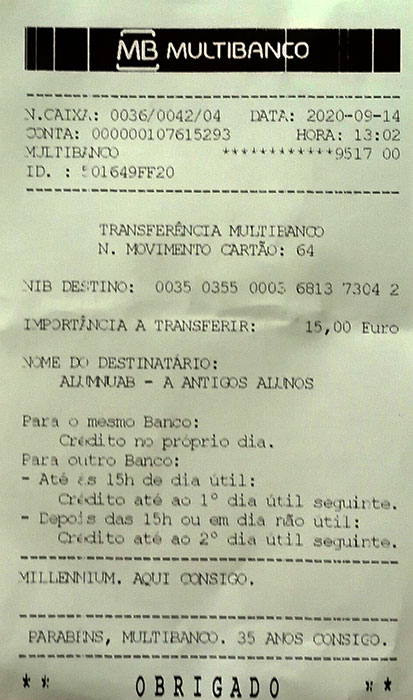 MB MULTIBANCO
N.CAIXA: 0036/0042/04 DATA: 2020-09-14
CONTA: 000000107615293 HORA: 13:02
MULTIBANCO ************9517 00
ID. : 501649FF20
TRANSFERÊNCIA MULTIBANCO
N. MOVIMENTO CARTÃO: 64
NIB DESTINO: 0035 0355 0003 6813 7304 2
IMPORTÂNCIA A TRANSFERIR: 15,00 Euro
NOME DO DESTINATÁRIO:
ALUMNUAB - A ANTIGOS ALUNOS
Para o mesmo Banco:
Crédito no próprio dia.
Para outro Banco:
- Até às 15h de dia útil:
Crédito até ao 1º dia útil seguinte.
- Depois das 15h ou em dia não útil:
Crédito até ao 2º dia útil seguinte.
MILLENNIUM. AQUI CONSIGO.
PARABENS, MULTIBANCO. 35 ANOS CONSIGO.
** OBRIGADO **